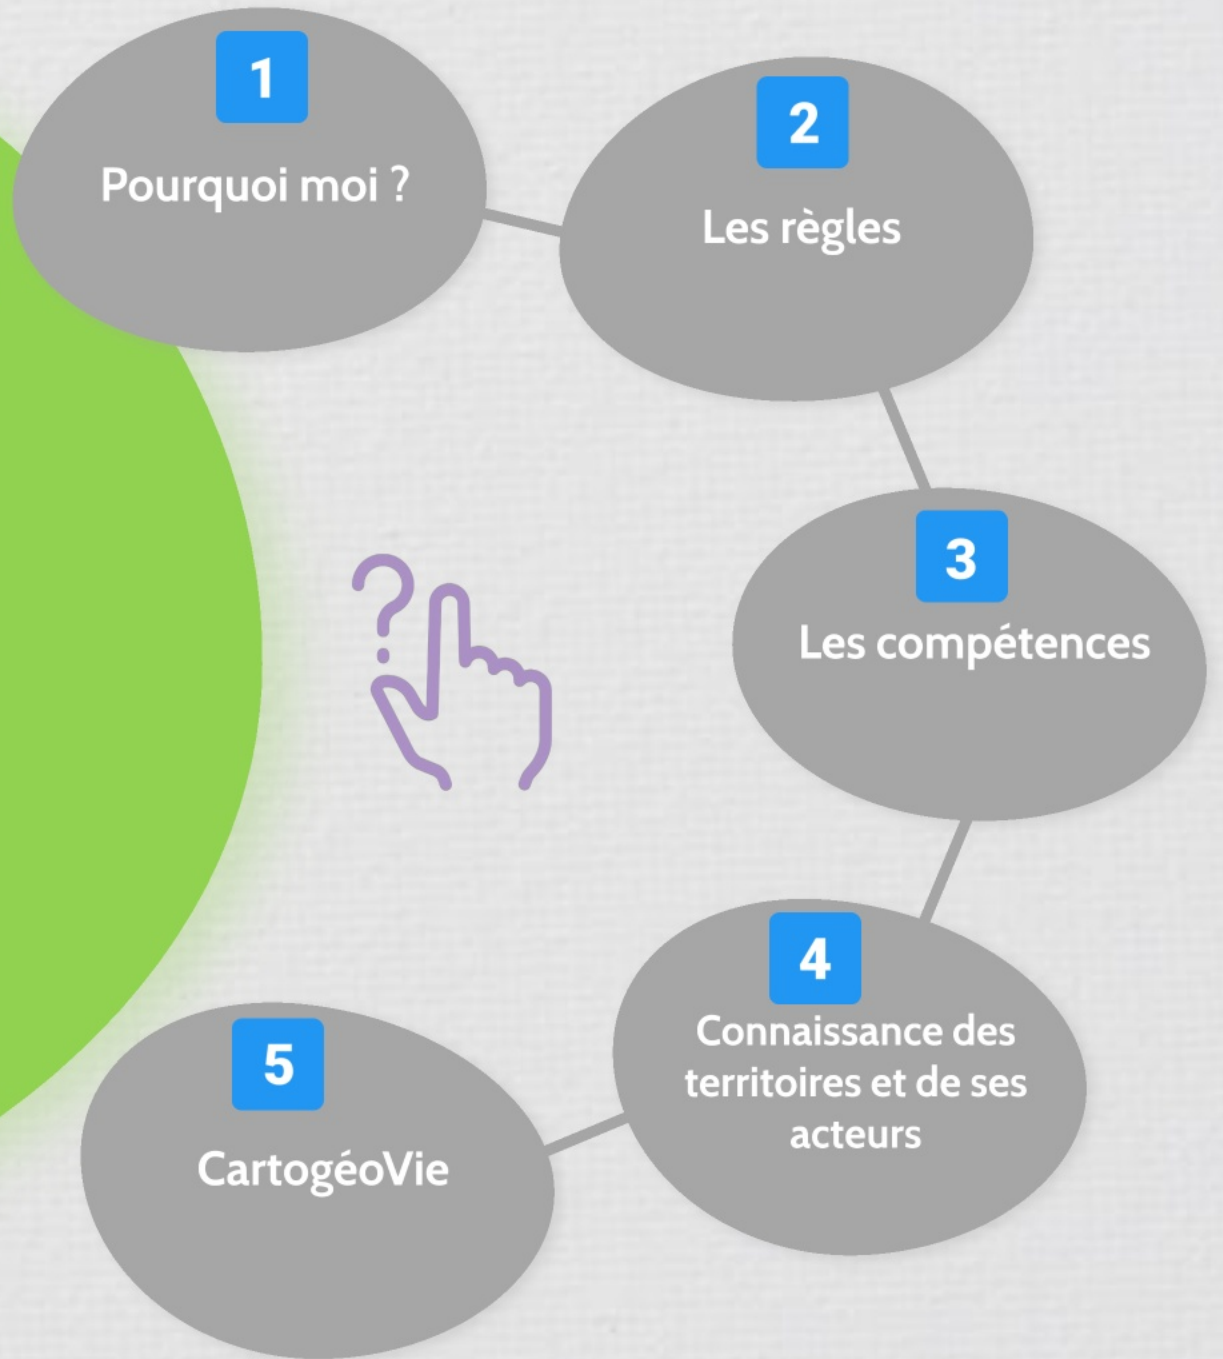 1
Pourquoi moi ?
2
Les règles
3
Les compétences
4
Connaissance des
territoires et de ses
acteurs
5
CartogéoVie
?